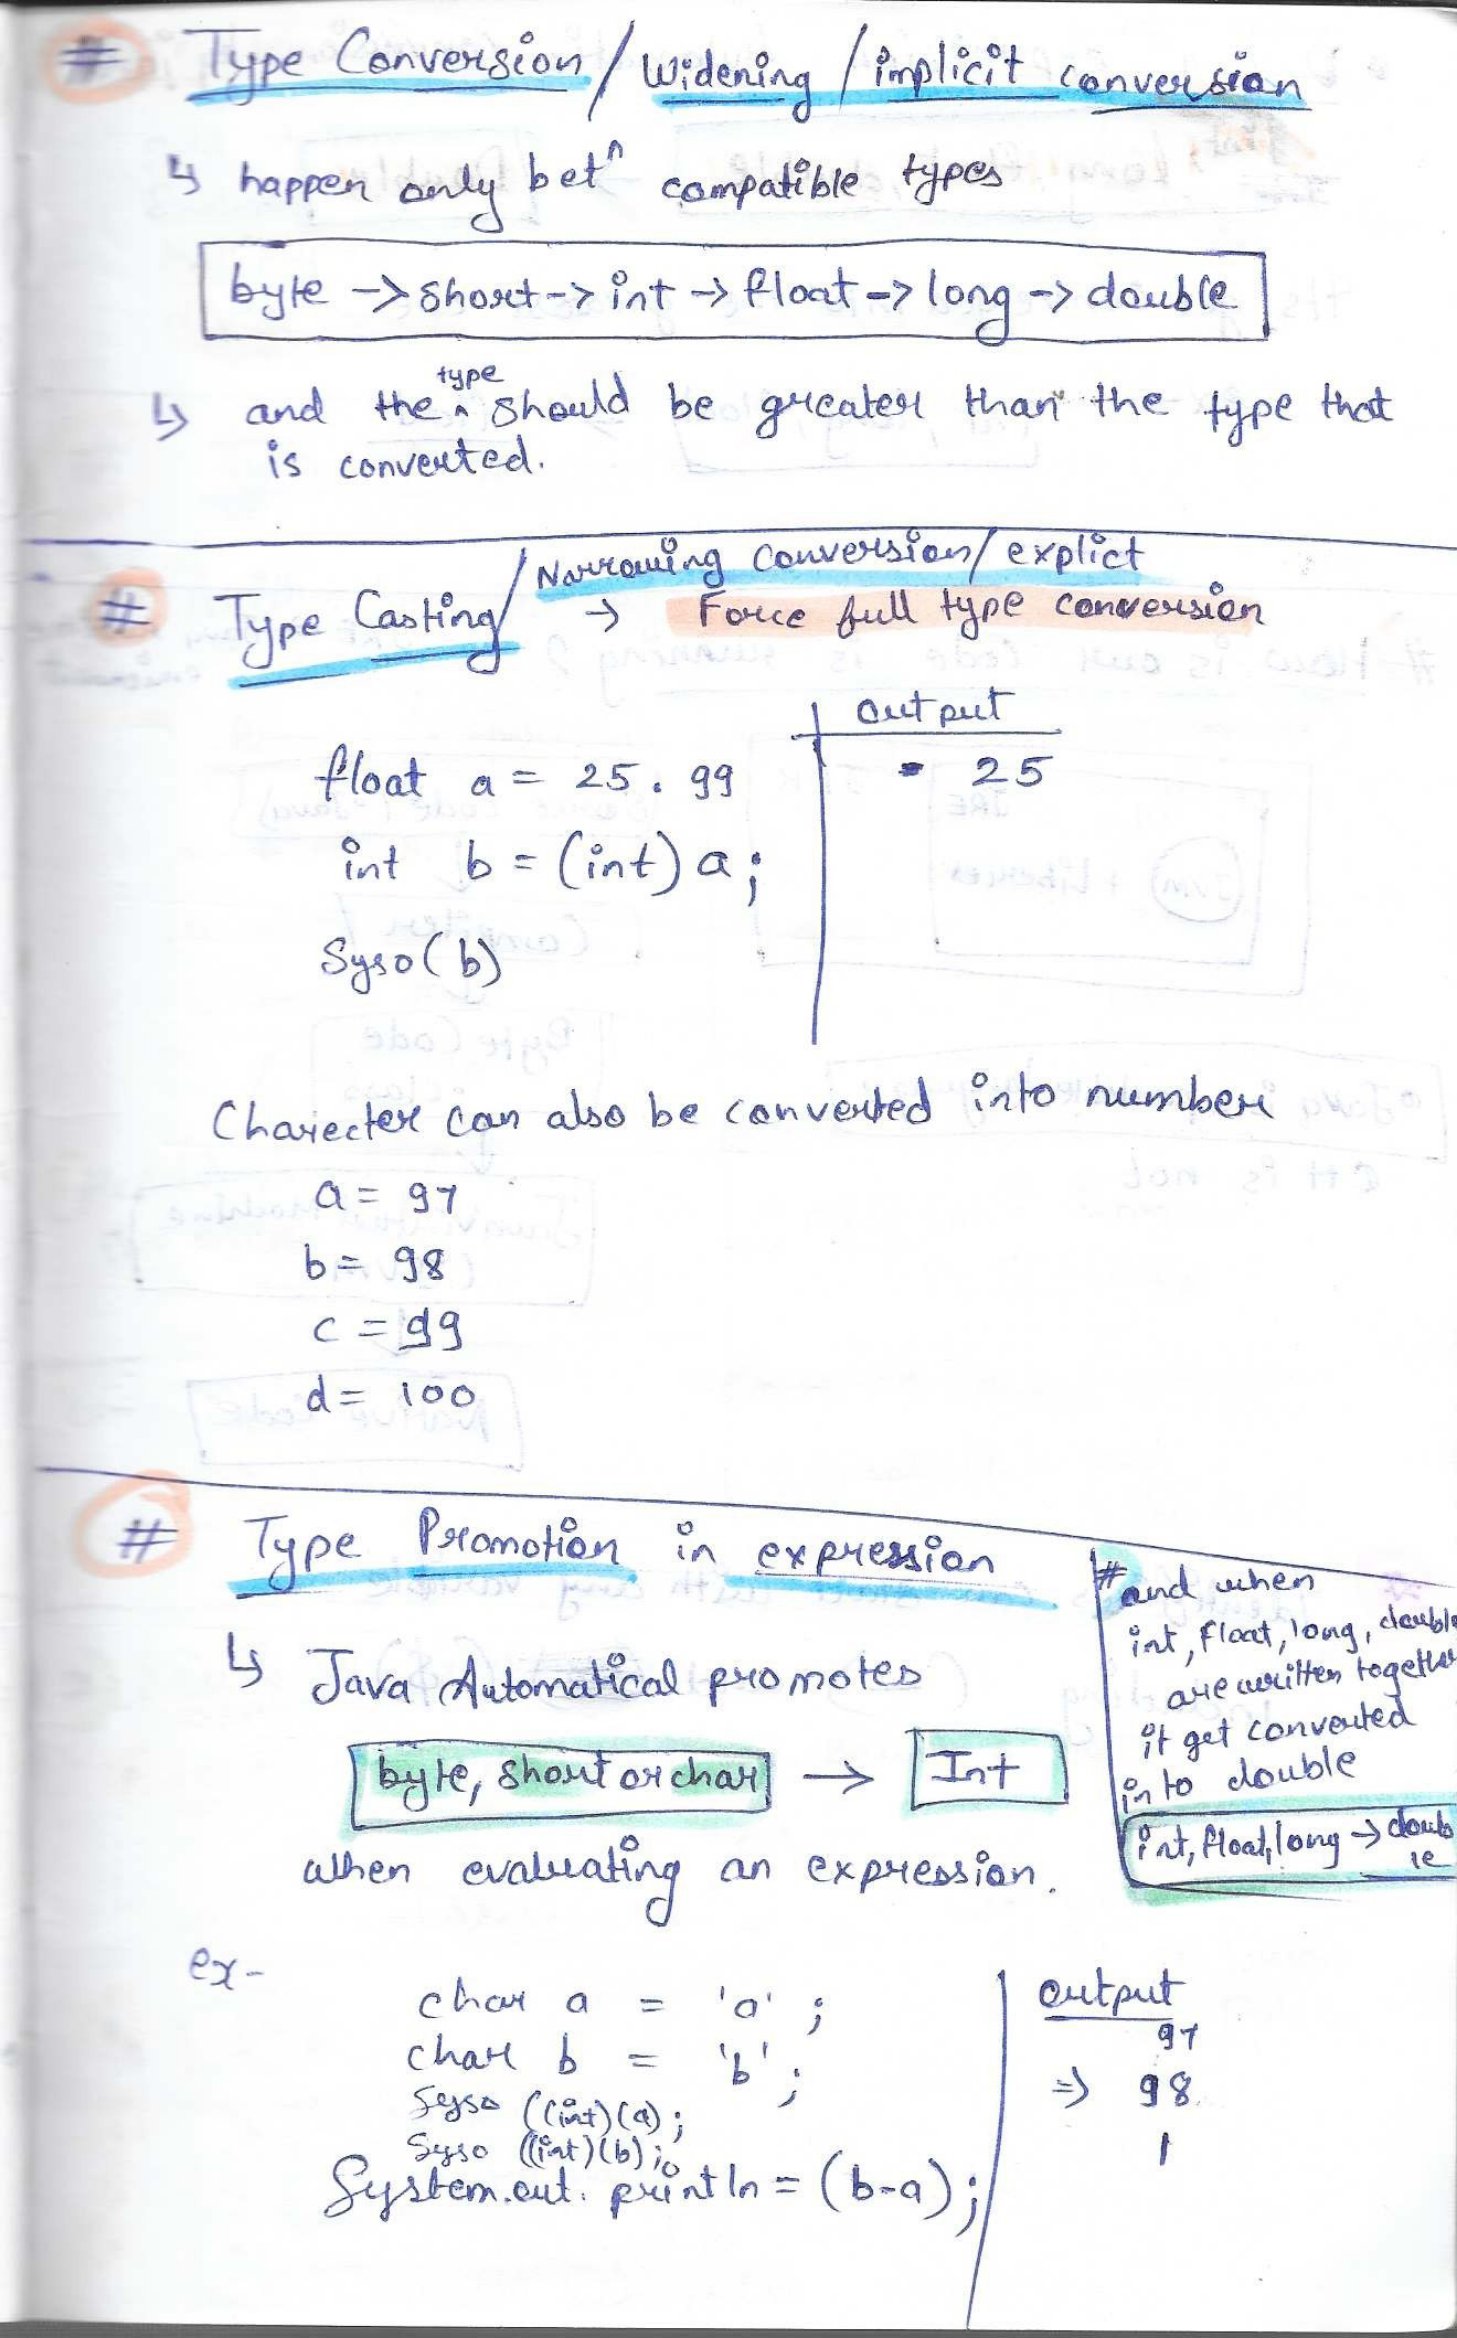 # Type Conversion / Widening / implicit conversion
↳ happen only betⁿ compatible types
byte -> short -> int -> float -> long -> double
↳ and the type should be greater than the type that
is converted.
# Type Casting / Narrowing Conversion / explict
→ Force full type conversion
output
float a = 25.99
25
int b = (int) a;
Syso(b)
Charecter can also be converted into number
a = 97
b = 98
c = 99
d = 100
# Type Promotion in expression
↳ Java Automatical promotes
byte, short or char → Int
when evaluating an expression.
# and when
int, float, long, double
are written together
it get converted
in to double
int, float, long → double
ex-
char a = 'a';
char b = 'b';
Syso ((int)(a);
Syso ((int)(b);
System.out.println = (b-a);
output
97
=> 98
1